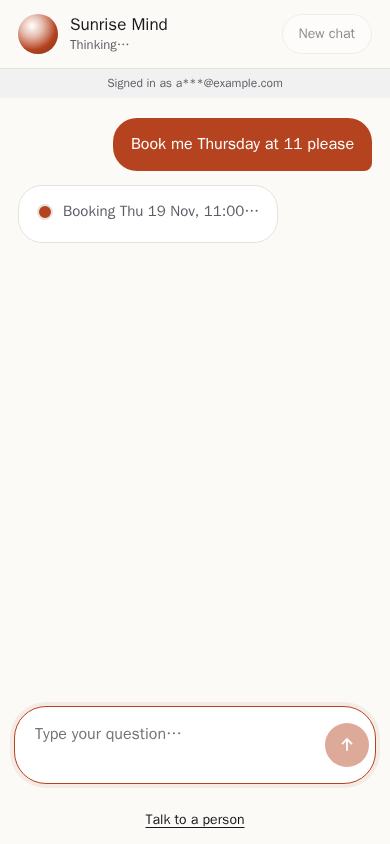 Sunrise Mind
Thinking···
New chat
Signed in as a***@example.com
Book me Thursday at 11 please
Booking Thu 19 Nov, 11:00···
Type your question···
Talk to a person